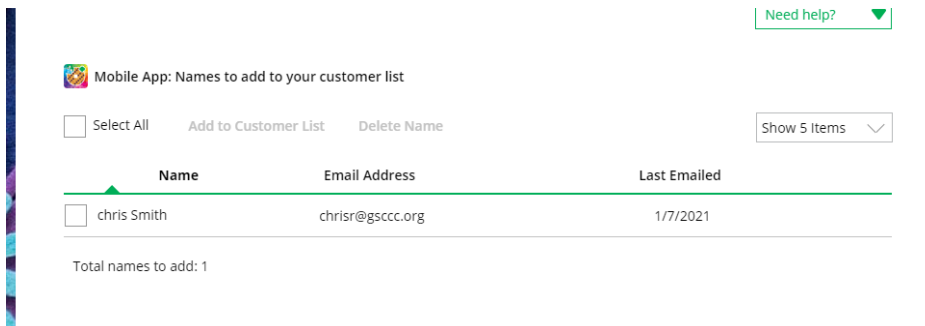 Need help?
Mobile App: Names to add to your customer list
Select All Add to Customer List Delete Name
Show 5 Items
Name Email Address Last Emailed
chris Smith chrisr@gsccc.org 1/7/2021
Total names to add: 1